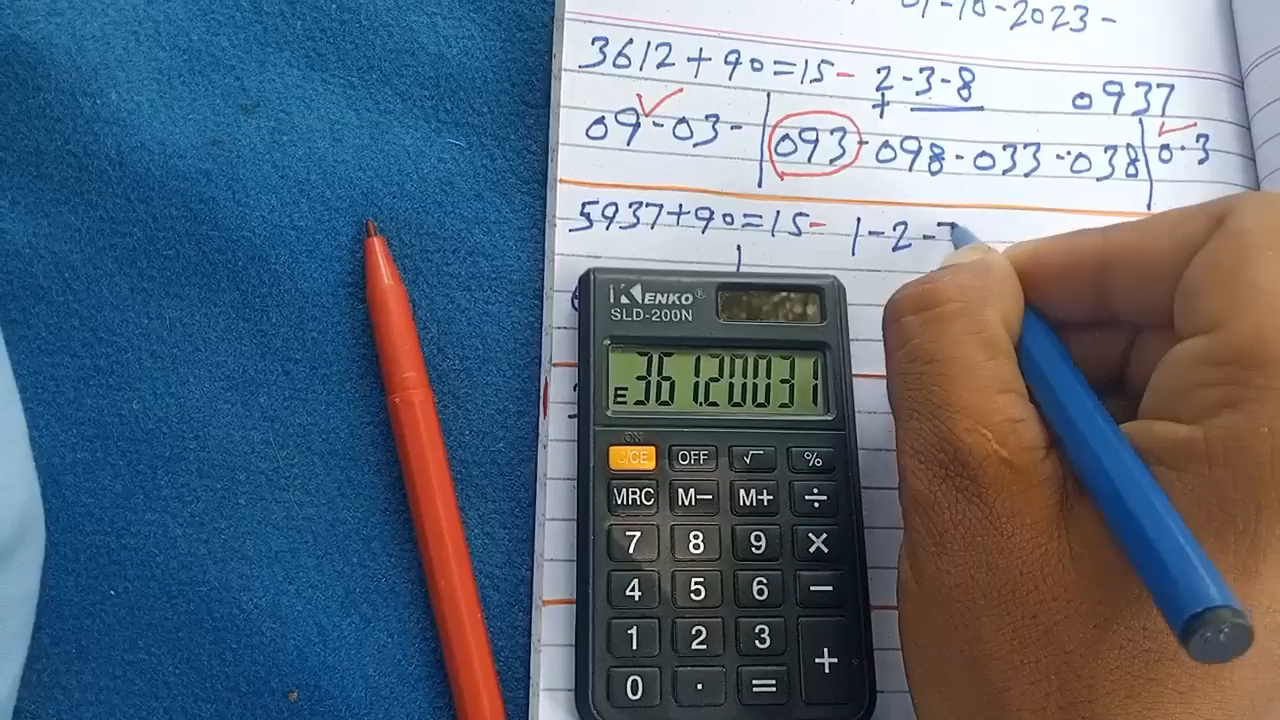 01-10-2023-
3612+90=15- 2-3-8
+
0937
09-03- 093-098-033-038 0.3
5937+90=15- 1-2-
KENKO®
SLD-200N
E361.20031
ON
C/CE OFF √ %
MRC M− M+ ÷
7 8 9 ×
4 5 6 −
1 2 3 +
0 · =